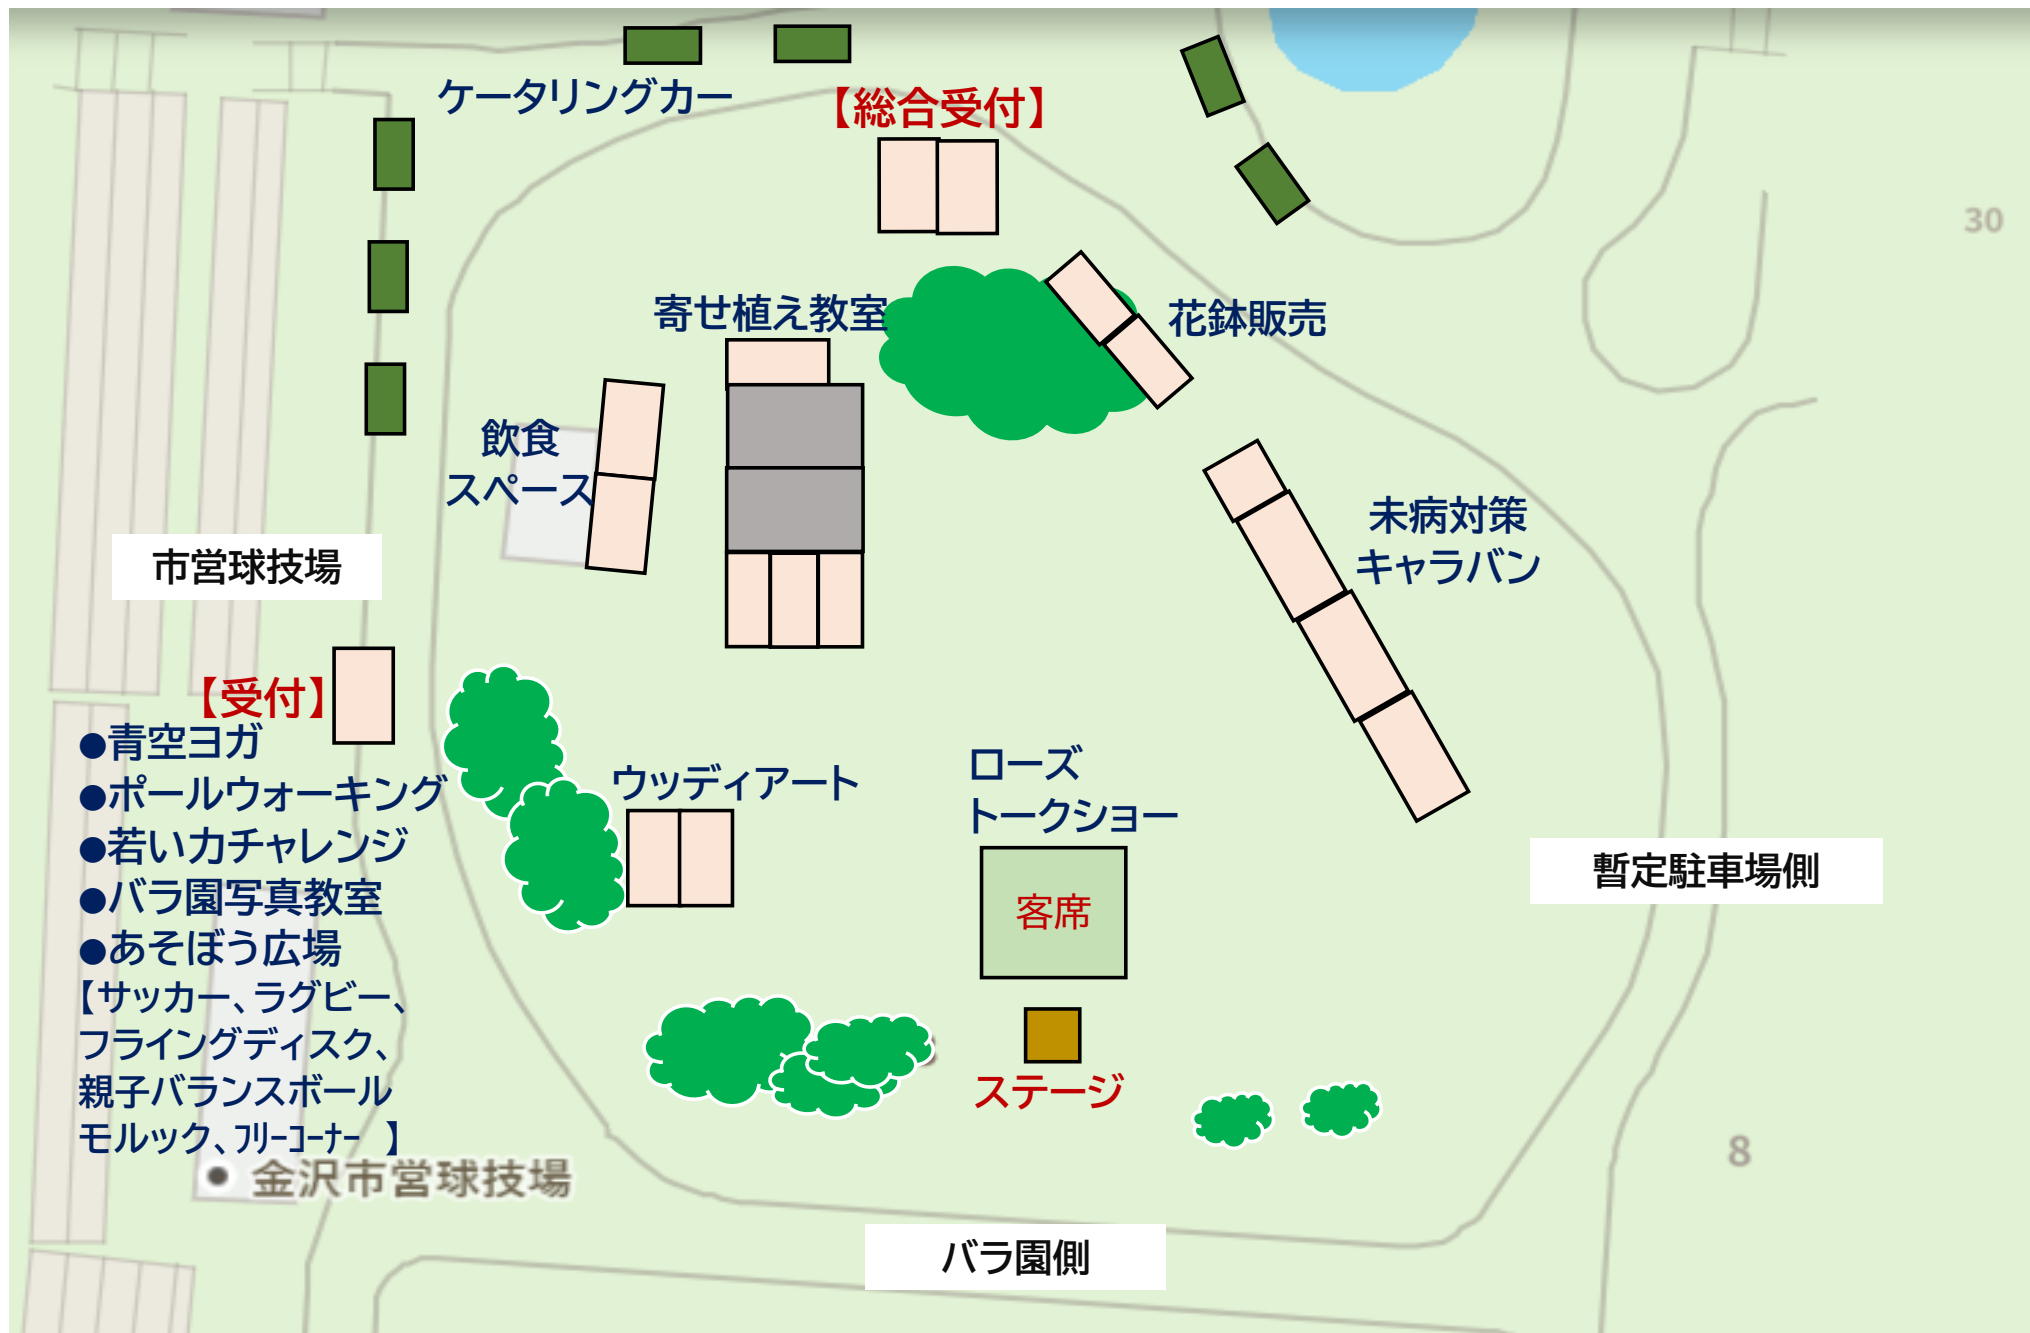 ケータリングカー
【総合受付】
30
寄せ植え教室
花鉢販売
飲食
スペース
未病対策
キャラバン
市営球技場
【受付】
●青空ヨガ
●ポールウォーキング
●若い力チャレンジ
●バラ園写真教室
●あそぼう広場
【サッカー、ラグビー、
フライングディスク、
親子バランスボール
モルック、ﾌﾘｰｺｰﾅｰ 】
ウッディアート
ローズ
トークショー
客席
ステージ
暫定駐車場側
8
金沢市営球技場
バラ園側